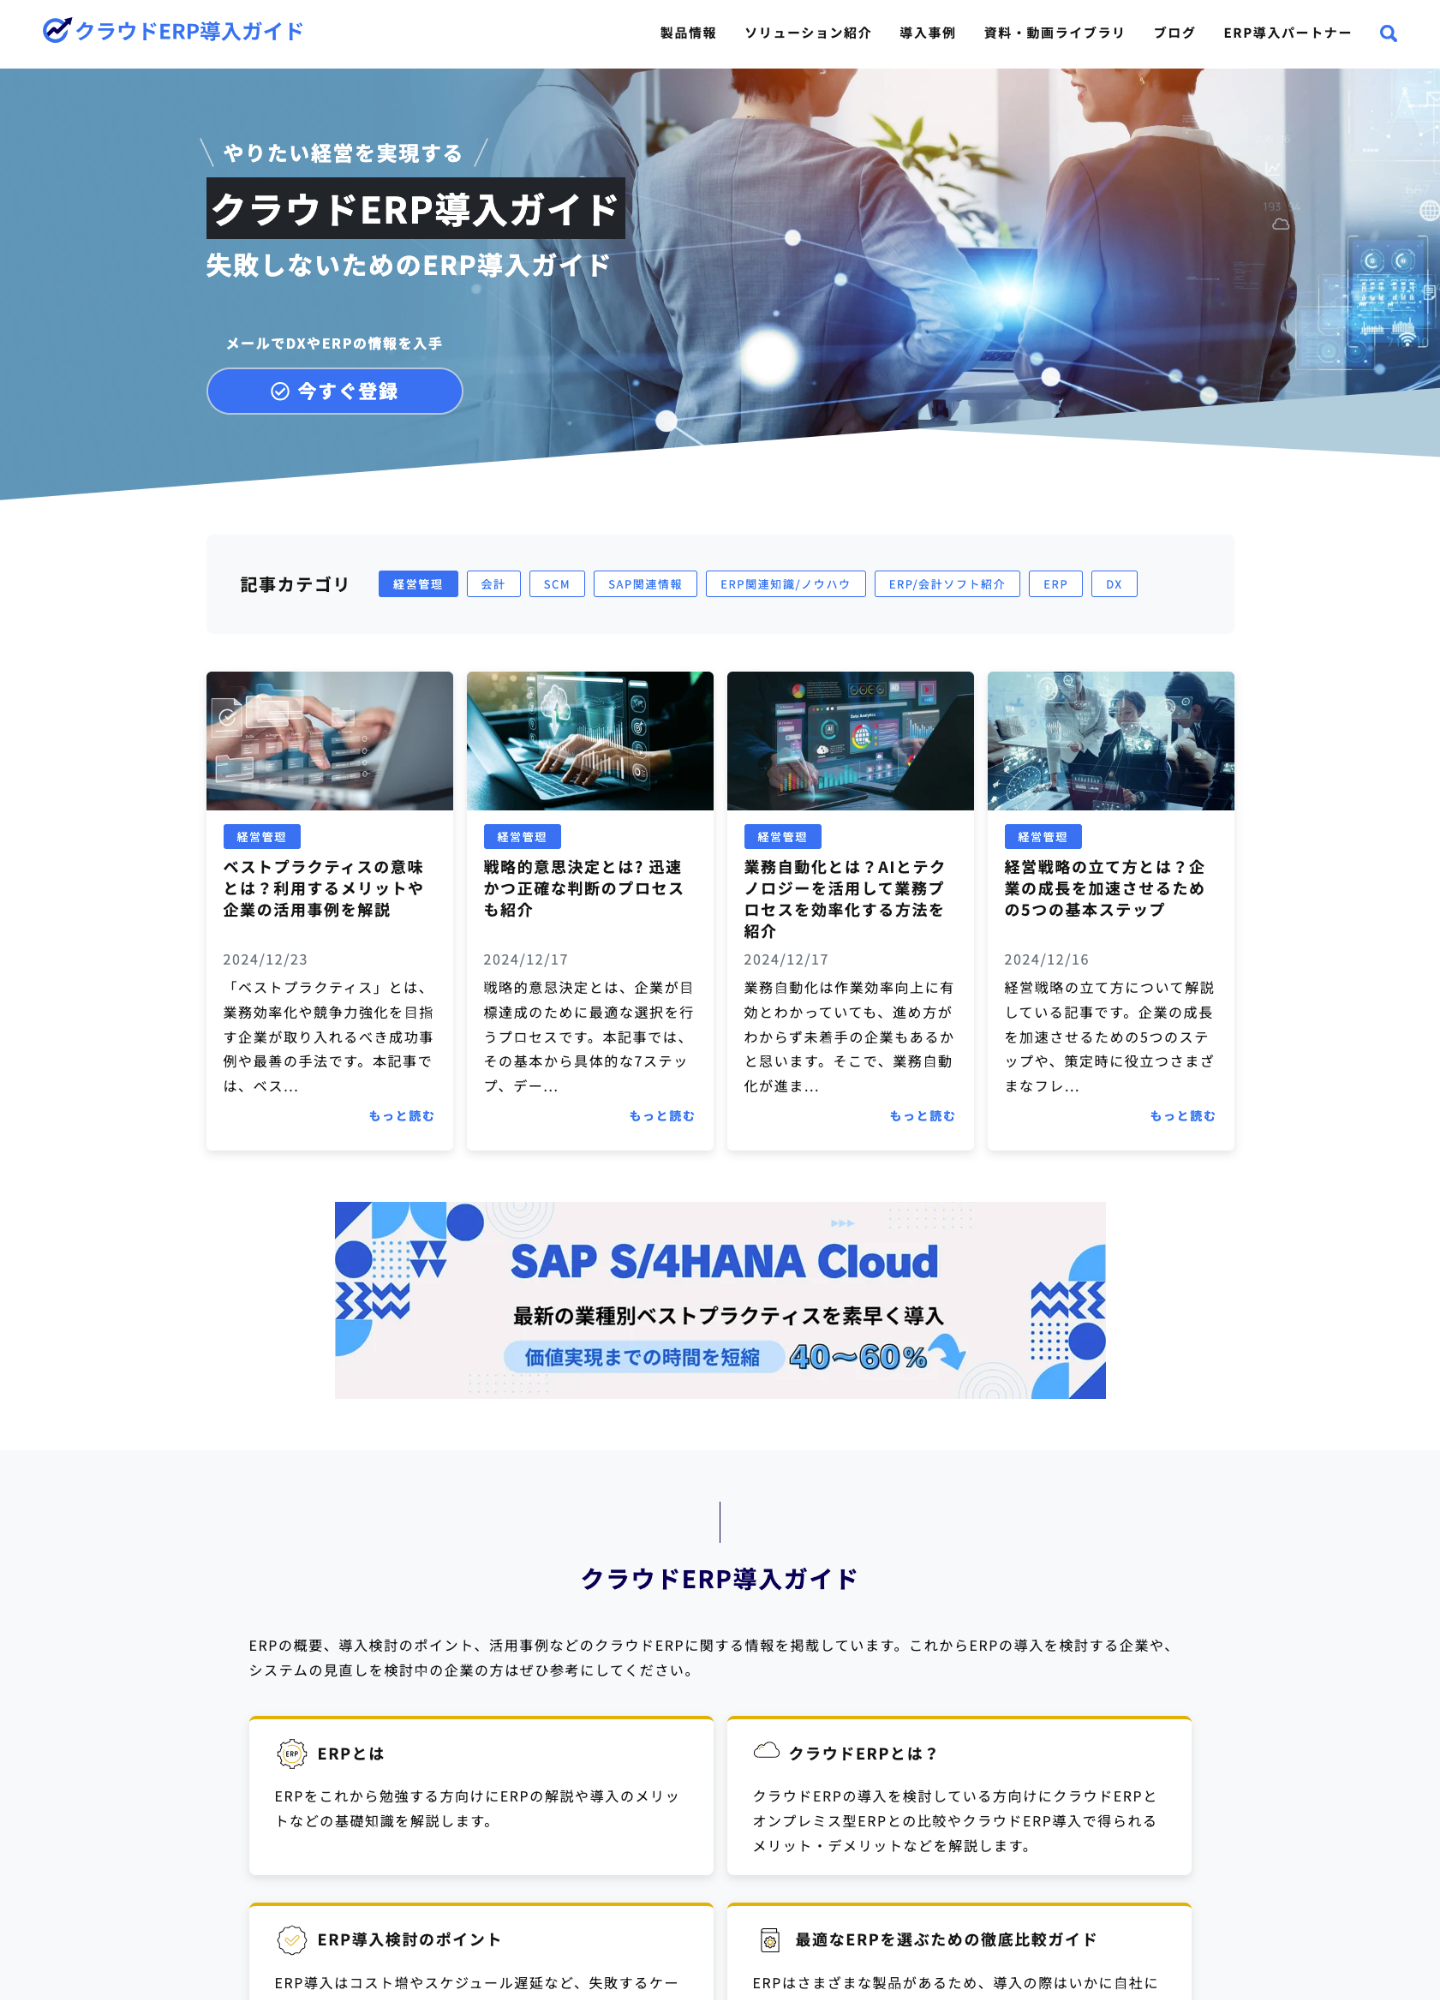 クラウドERP導入ガイド
製品情報 ソリューション紹介 導入事例 資料・動画ライブラリ ブログ ERP導入パートナー
やりたい経営を実現する
クラウドERP導入ガイド
失敗しないためのERP導入ガイド
メールでDXやERPの情報を入手
今すぐ登録
記事カテゴリ 経営管理 会計 SCM SAP関連情報 ERP関連知識/ノウハウ ERP/会計ソフト紹介 ERP DX
経営管理
ベストプラクティスの意味
とは？利用するメリットや
企業の活用事例を解説
2024/12/23
「ベストプラクティス」とは、
業務効率化や競争力強化を目指
す企業が取り入れるべき成功事
例や最善の手法です。本記事で
は、ベス...
もっと読む
経営管理
戦略的意思決定とは? 迅速
かつ正確な判断のプロセス
も紹介
2024/12/17
戦略的意思決定とは、企業が目
標達成のために最適な選択を行
うプロセスです。本記事では、
その基本から具体的な7ステッ
プ、デー...
もっと読む
経営管理
業務自動化とは？AIとテク
ノロジーを活用して業務プ
ロセスを効率化する方法を
紹介
2024/12/17
業務自動化は作業効率向上に有
効とわかっていても、進め方が
わからず未着手の企業もあるか
と思います。そこで、業務自動
化が進ま...
もっと読む
経営管理
経営戦略の立て方とは？企
業の成長を加速させるため
の5つの基本ステップ
2024/12/16
経営戦略の立て方について解説
している記事です。企業の成長
を加速させるための5つのステ
ップや、策定時に役立つさまざ
まなフレ...
もっと読む
SAP S/4HANA Cloud
最新の業種別ベストプラクティスを素早く導入
価値実現までの時間を短縮 40〜60%
クラウドERP導入ガイド
ERPの概要、導入検討のポイント、活用事例などのクラウドERPに関する情報を掲載しています。これからERPの導入を検討する企業や、
システムの見直しを検討中の企業の方はぜひ参考にしてください。
ERP
ERPとは
ERPをこれから勉強する方向けにERPの解説や導入のメリッ
トなどの基礎知識を解説します。
クラウドERPとは？
クラウドERPの導入を検討している方向けにクラウドERPと
オンプレミス型ERPとの比較やクラウドERP導入で得られる
メリット・デメリットなどを解説します。
ERP導入検討のポイント
ERP導入はコスト増やスケジュール遅延など、失敗するケー
最適なERPを選ぶための徹底比較ガイド
ERPはさまざまな製品があるため、導入の際はいかに自社に